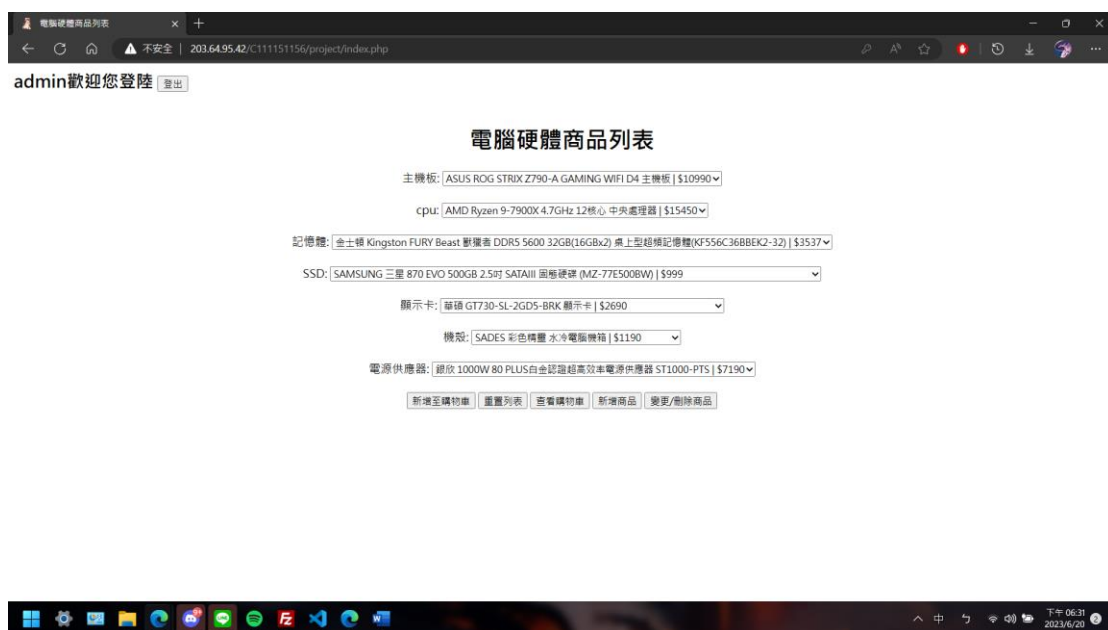 電腦硬體商品列表
不安全 | 203.64.95.42/C111151156/project/index.php
admin歡迎您登陸 登出
電腦硬體商品列表
主機板: ASUS ROG STRIX Z790-A GAMING WIFI D4 主機板 | $10990
cpu: AMD Ryzen 9-7900X 4.7GHz 12核心 中央處理器 | $15450
記憶體: 金士頓 Kingston FURY Beast 獸獵者 DDR5 5600 32GB(16GBx2) 桌上型超頻記憶體(KF556C36BBEK2-32) | $3537
SSD: SAMSUNG 三星 870 EVO 500GB 2.5吋 SATAIII 固態硬碟 (MZ-77E500BW) | $999
顯示卡: 華碩 GT730-SL-2GD5-BRK 顯示卡 | $2690
機殼: SADES 彩色精靈 水冷電腦機箱 | $1190
電源供應器: 銀欣 1000W 80 PLUS白金認證超高效率電源供應器 ST1000-PTS | $7190
新增至購物車 重置列表 查看購物車 新增商品 變更/刪除商品
中 ㄅ 下午 06:31
2023/6/20 2